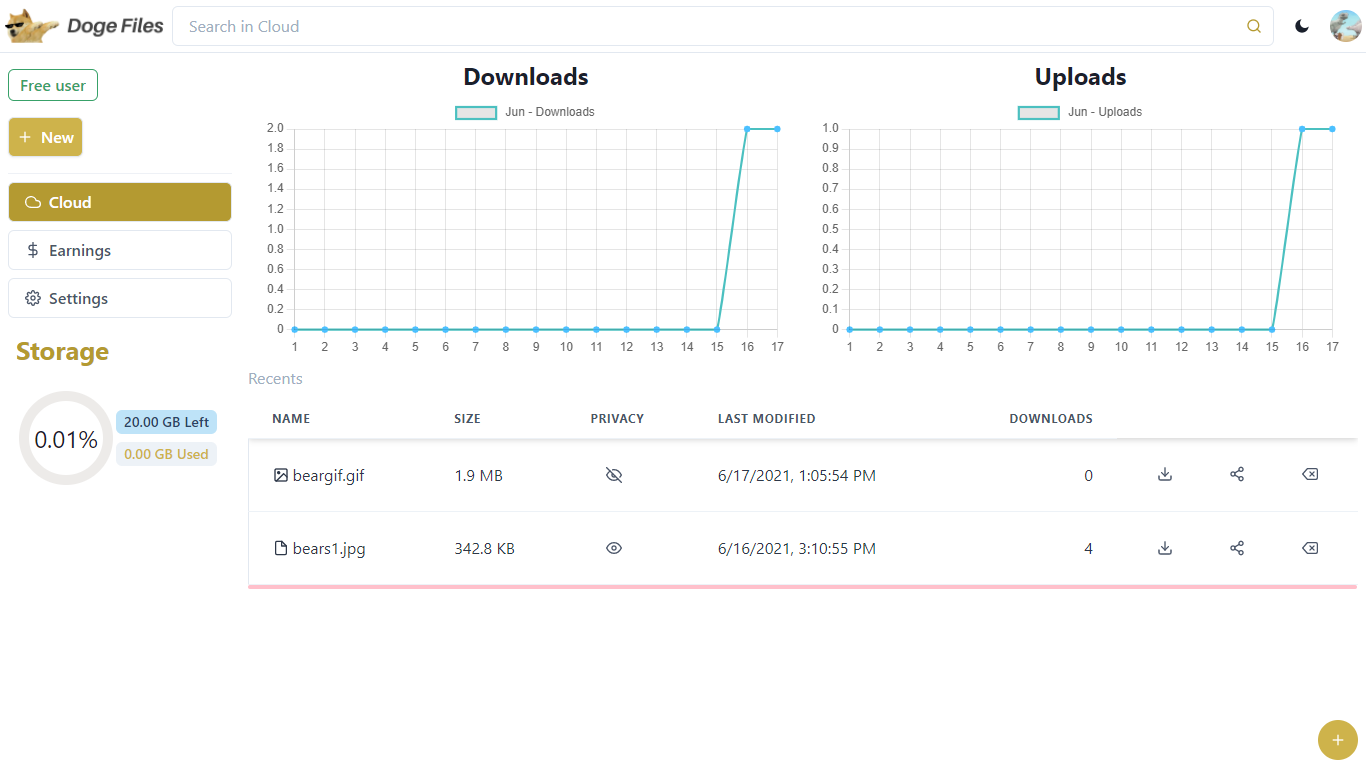 Doge Files
Search in Cloud
Free user
New
Cloud
Earnings
Settings
Storage
0.01%
20.00 GB Left
0.00 GB Used
Downloads
Jun - Downloads
2.0
1.8
1.6
1.4
1.2
1.0
0.8
0.6
0.4
0.2
0
1 2 3 4 5 6 7 8 9 10 11 12 13 14 15 16 17
Uploads
Jun - Uploads
1.0
0.9
0.8
0.7
0.6
0.5
0.4
0.3
0.2
0.1
0
1 2 3 4 5 6 7 8 9 10 11 12 13 14 15 16 17
Recents
NAME SIZE PRIVACY LAST MODIFIED DOWNLOADS
beargif.gif 1.9 MB 6/17/2021, 1:05:54 PM 0
bears1.jpg 342.8 KB 6/16/2021, 3:10:55 PM 4